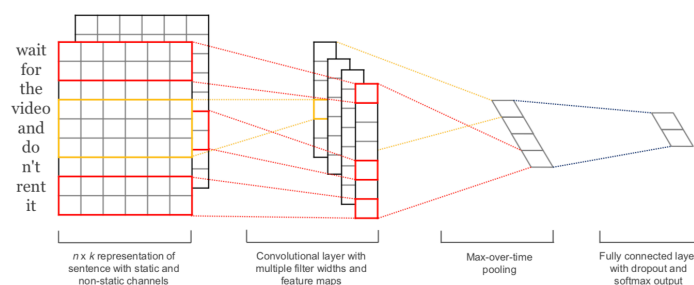 wait
for
the
video
and
do
n't
rent
it
n x k representation of
sentence with static and
non-static channels
Convolutional layer with
multiple filter widths and
feature maps
Max-over-time
pooling
Fully connected laye
with dropout and
softmax output